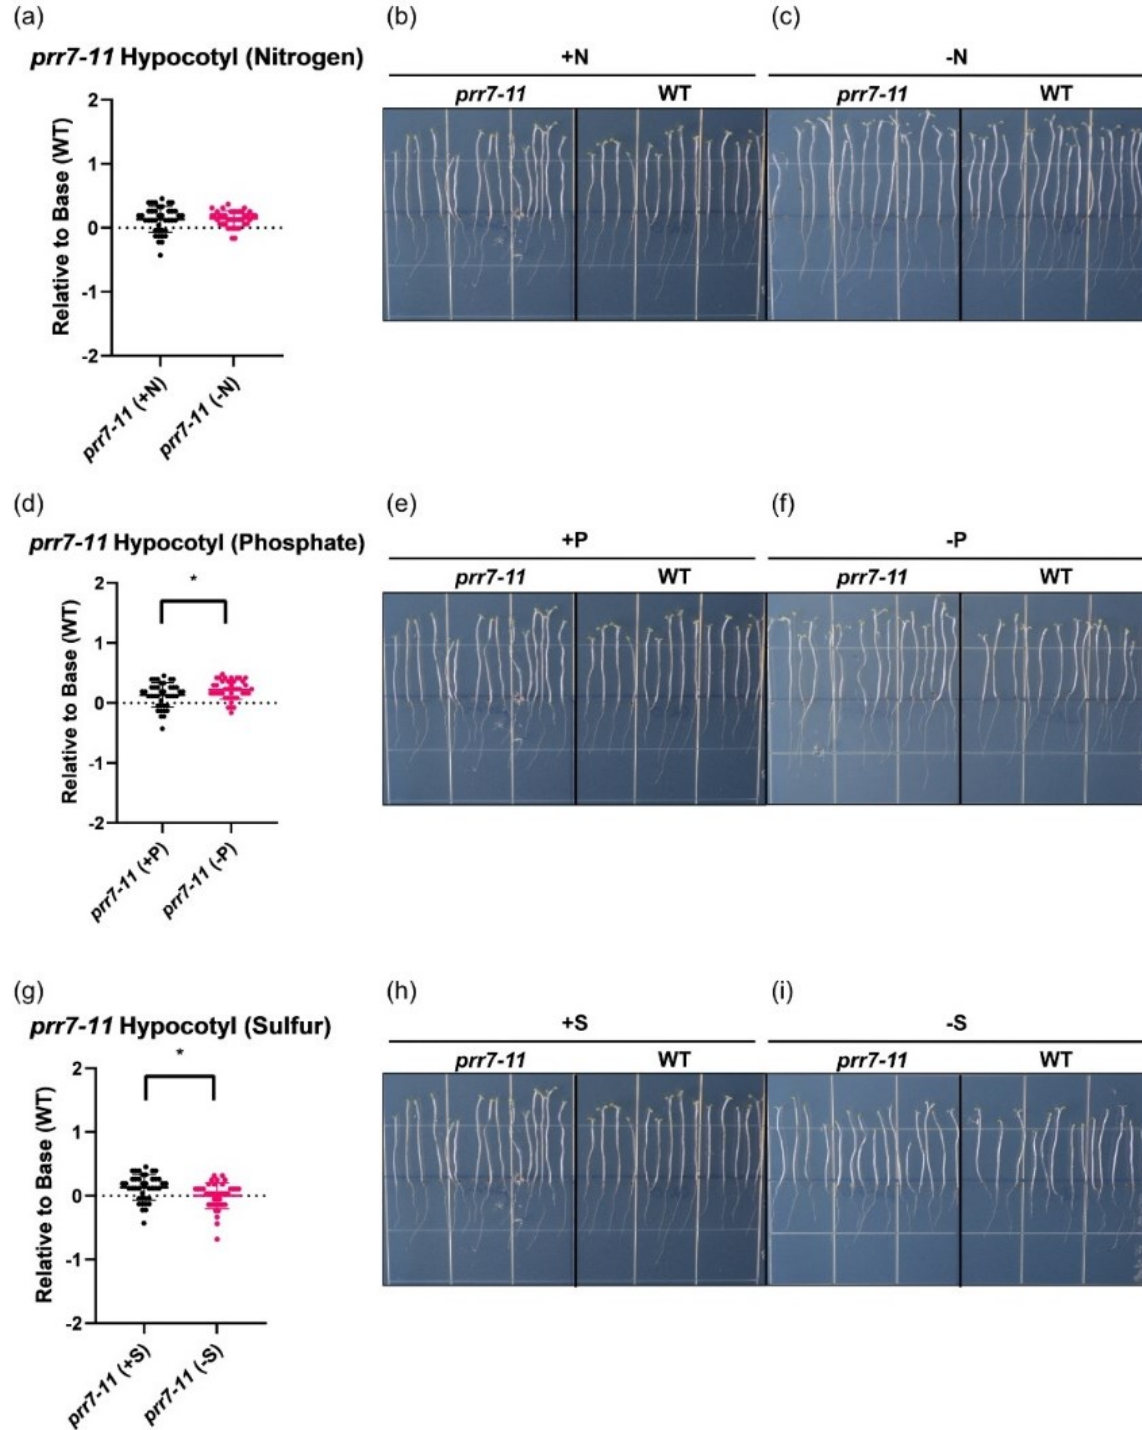 (a)
prr7-11 Hypocotyl (Nitrogen)
Relative to Base (WT)
2
1
0
-1
-2
prr7-11 (+N)
prr7-11 (-N)
(b)
+N
prr7-11
WT
(c)
-N
prr7-11
WT
(d)
prr7-11 Hypocotyl (Phosphate)
*
Relative to Base (WT)
2
1
0
-1
-2
prr7-11 (+P)
prr7-11 (-P)
(e)
+P
prr7-11
WT
(f)
-P
prr7-11
WT
(g)
prr7-11 Hypocotyl (Sulfur)
*
Relative to Base (WT)
2
1
0
-1
-2
prr7-11 (+S)
prr7-11 (-S)
(h)
+S
prr7-11
WT
(i)
-S
prr7-11
WT